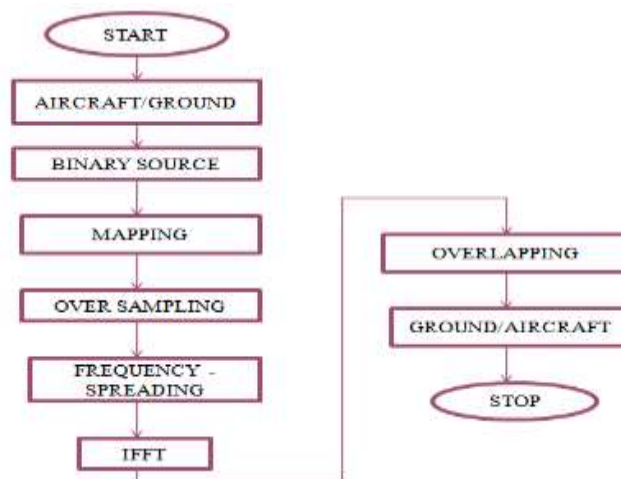 START
AIRCRAFT/GROUND
BINARY SOURCE
MAPPING
OVER SAMPLING
FREQUENCY -
SPREADING
IFFT
OVERLAPPING
GROUND/AIRCRAFT
STOP